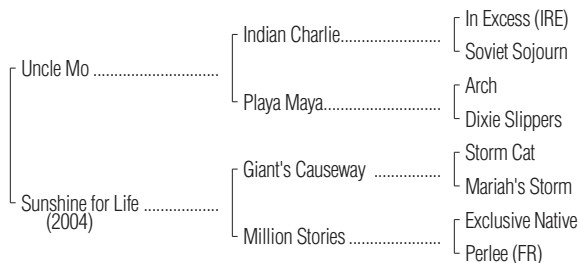 In Excess (IRE)
Indian Charlie....................
Soviet Sojourn
Uncle Mo .........................
Arch
Playa Maya.......................
Dixie Slippers
Storm Cat
Giant's Causeway .............
Mariah's Storm
Sunshine for Life ...............
(2004)
Exclusive Native
Million Stories ..................
Perlee (FR)